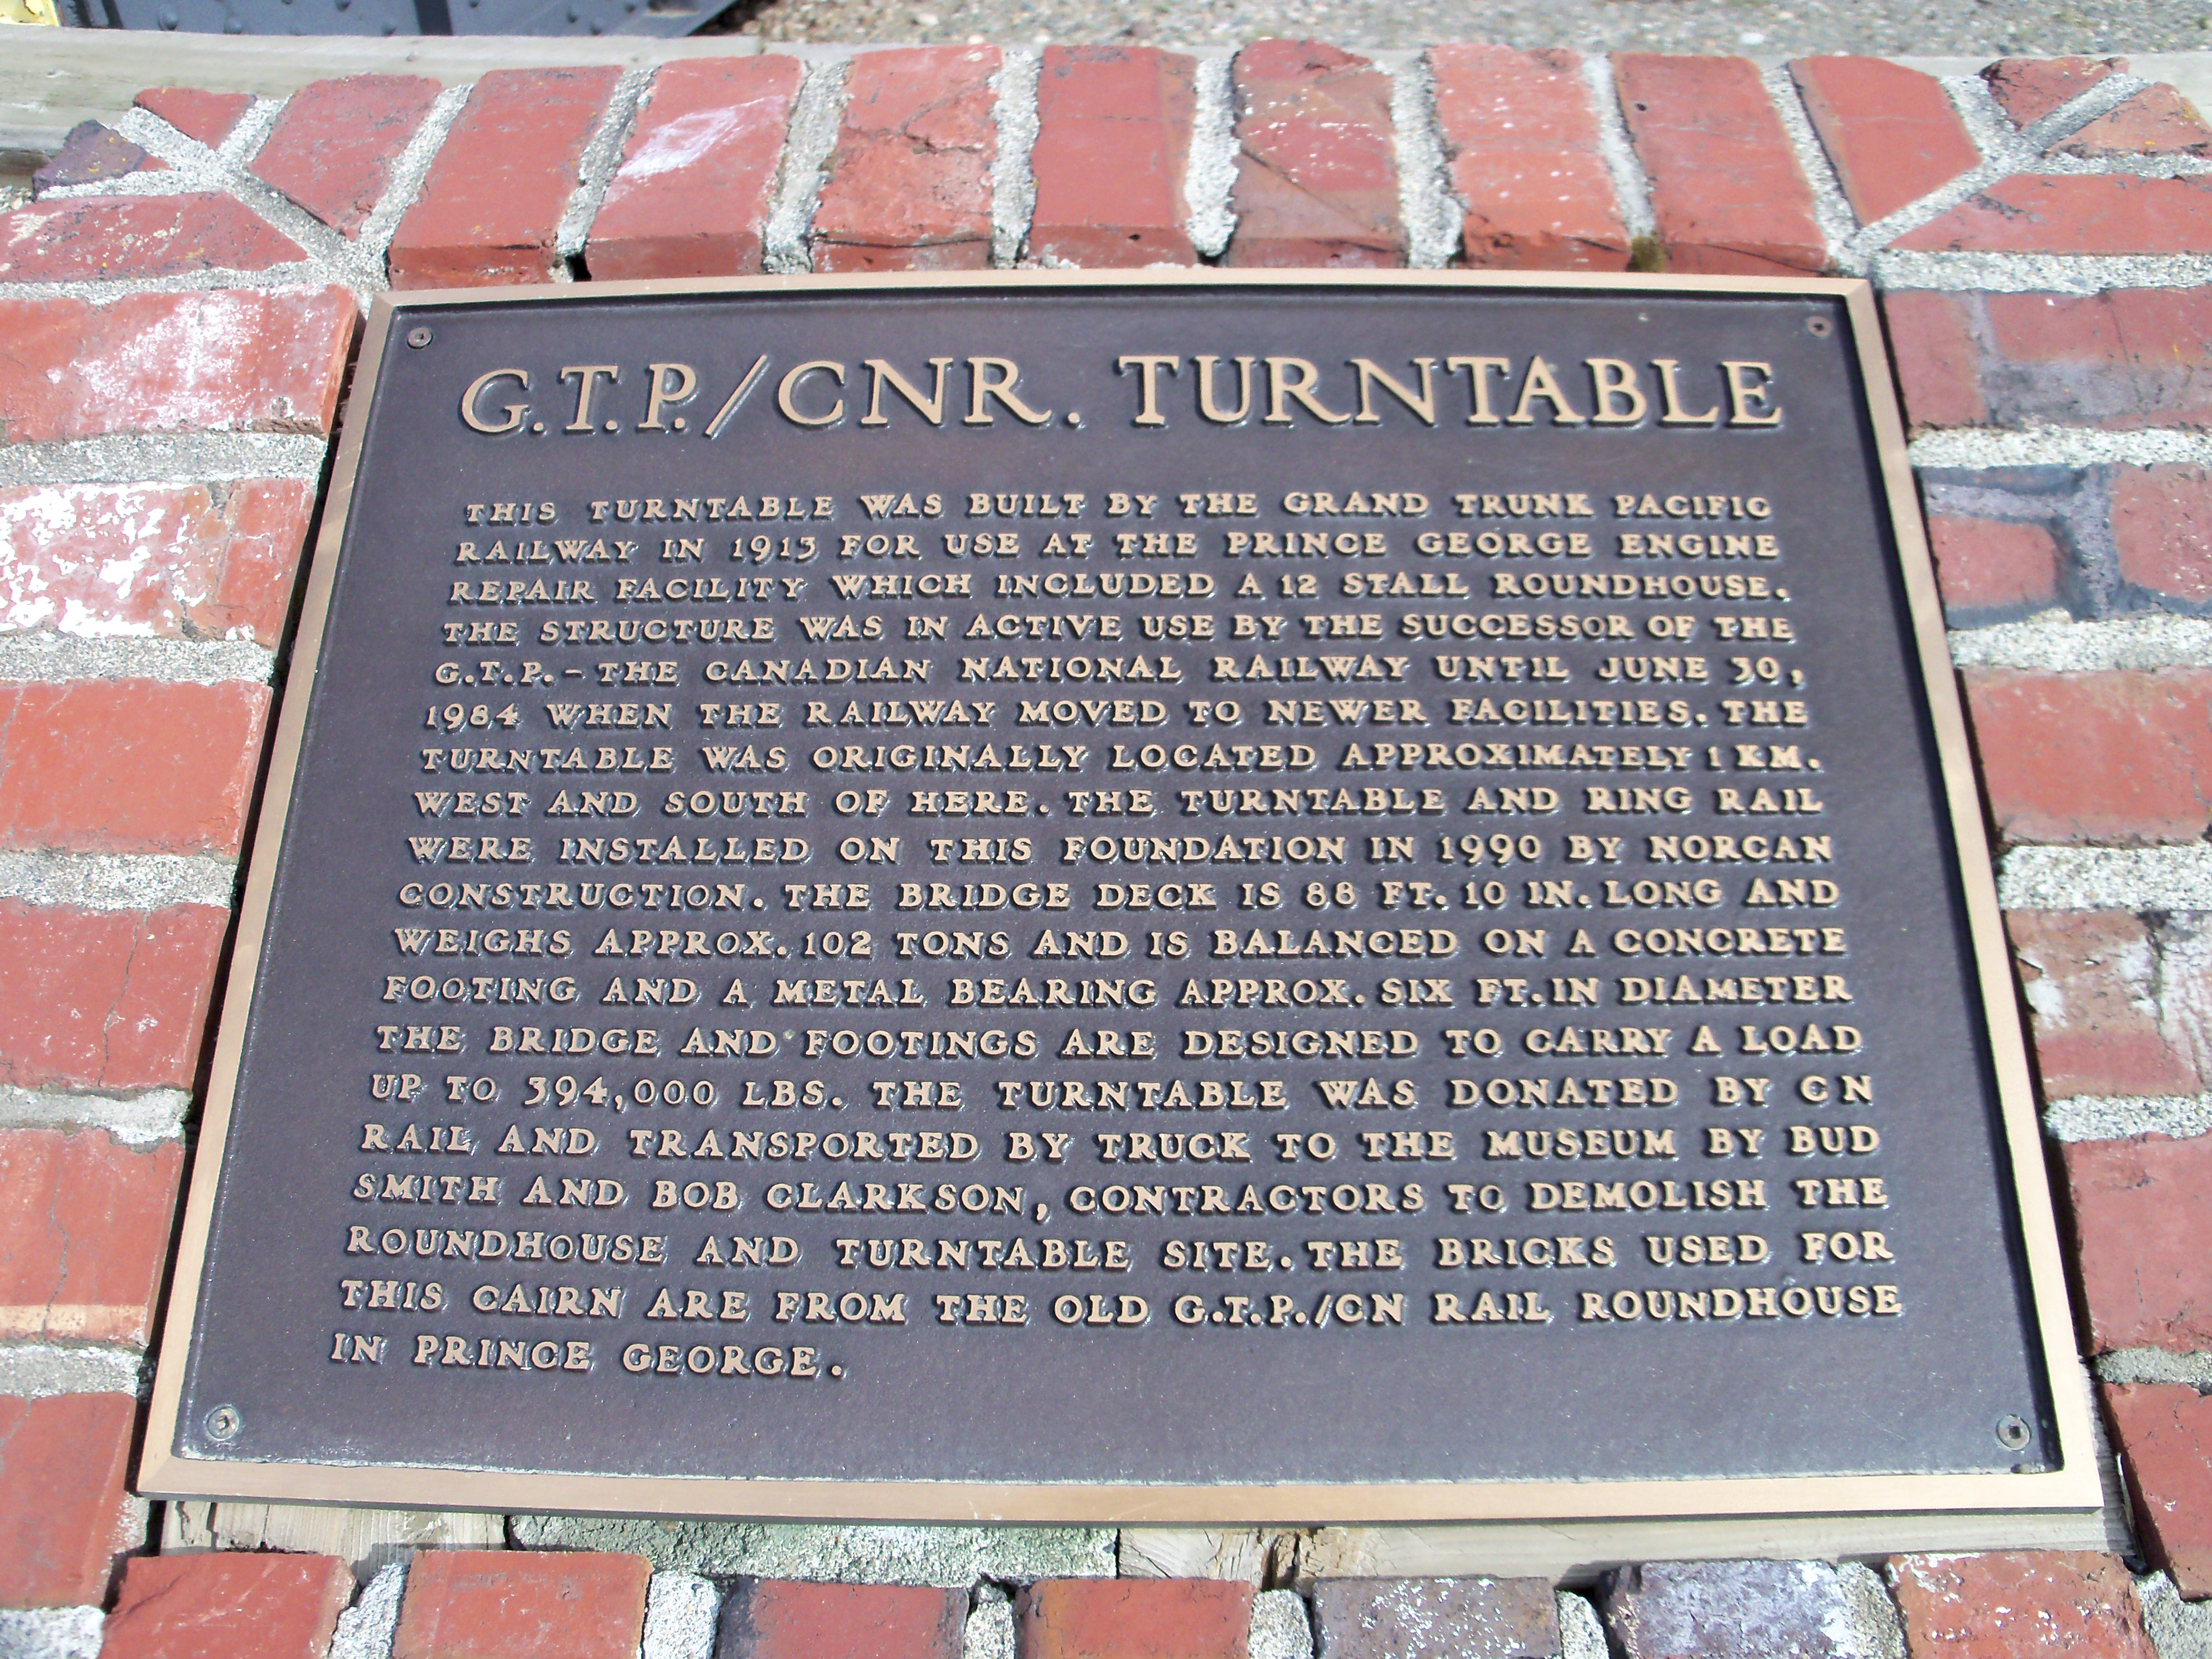 G.T.P./CNR. TURNTABLE
THIS TURNTABLE WAS BUILT BY THE GRAND TRUNK PACIFIC
RAILWAY IN 1913 FOR USE AT THE PRINCE GEORGE ENGINE
REPAIR FACILITY WHICH INCLUDED A 12 STALL ROUNDHOUSE.
THE STRUCTURE WAS IN ACTIVE USE BY THE SUCCESSOR OF THE
G.T.P. - THE CANADIAN NATIONAL RAILWAY UNTIL JUNE 30,
1984 WHEN THE RAILWAY MOVED TO NEWER FACILITIES. THE
TURNTABLE WAS ORIGINALLY LOCATED APPROXIMATELY 1 KM.
WEST AND SOUTH OF HERE. THE TURNTABLE AND RING RAIL
WERE INSTALLED ON THIS FOUNDATION IN 1990 BY NORCAN
CONSTRUCTION. THE BRIDGE DECK IS 88 FT. 10 IN. LONG AND
WEIGHS APPROX. 102 TONS AND IS BALANCED ON A CONCRETE
FOOTING AND A METAL BEARING APPROX. SIX FT. IN DIAMETER
THE BRIDGE AND FOOTINGS ARE DESIGNED TO CARRY A LOAD
UP TO 394,000 LBS. THE TURNTABLE WAS DONATED BY CN
RAIL AND TRANSPORTED BY TRUCK TO THE MUSEUM BY BUD
SMITH AND BOB CLARKSON, CONTRACTORS TO DEMOLISH THE
ROUNDHOUSE AND TURNTABLE SITE. THE BRICKS USED FOR
THIS CAIRN ARE FROM THE OLD G.T.P./CN RAIL ROUNDHOUSE
IN PRINCE GEORGE.